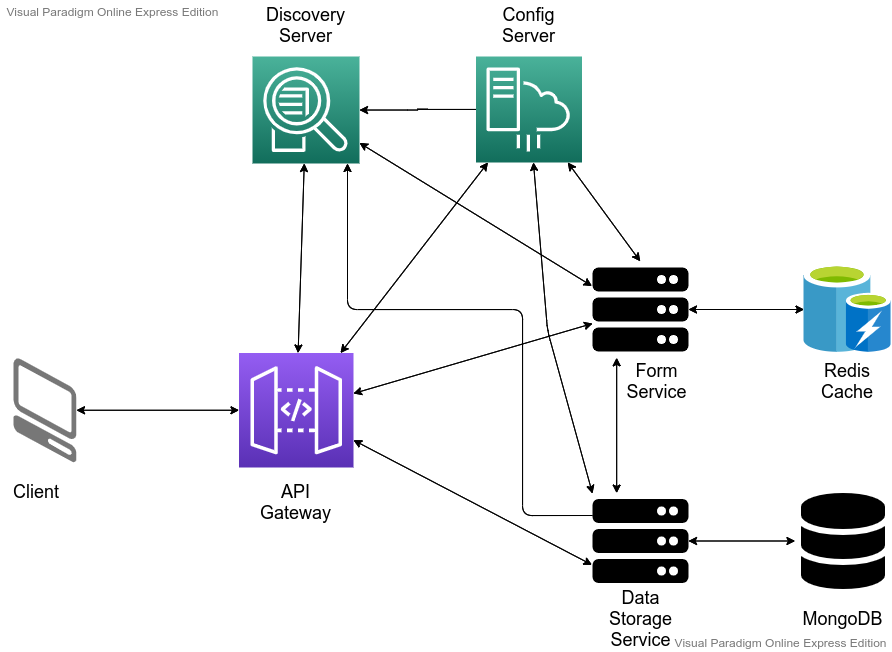 Visual Paradigm Online Express Edition
Discovery
Server
Config
Server
Form
Service
Redis
Cache
Client
API
Gateway
Data
Storage
Service
MongoDB
Visual Paradigm Online Express Edition